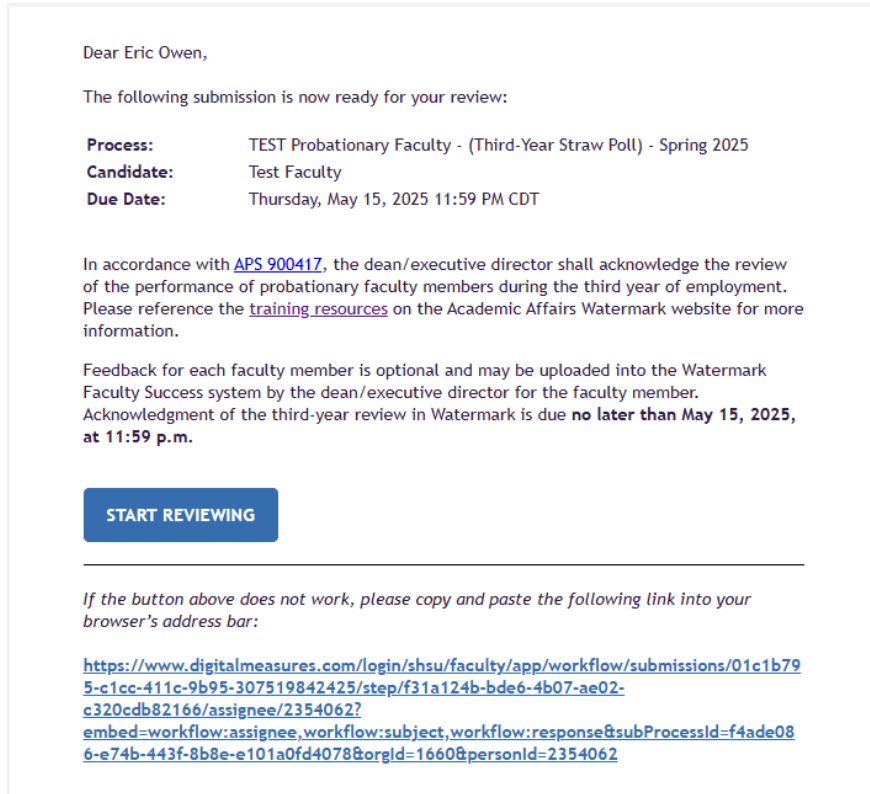 Dear Eric Owen,
The following submission is now ready for your review:
Process: TEST Probationary Faculty - (Third-Year Straw Poll) - Spring 2025
Candidate: Test Faculty
Due Date: Thursday, May 15, 2025 11:59 PM CDT
In accordance with APS 900417, the dean/executive director shall acknowledge the review
of the performance of probationary faculty members during the third year of employment.
Please reference the training resources on the Academic Affairs Watermark website for more
information.
Feedback for each faculty member is optional and may be uploaded into the Watermark
Faculty Success system by the dean/executive director for the faculty member.
Acknowledgment of the third-year review in Watermark is due no later than May 15, 2025,
at 11:59 p.m.
START REVIEWING
If the button above does not work, please copy and paste the following link into your
browser's address bar:
https://www.digitalmeasures.com/login/shsu/faculty/app/workflow/submissions/01c1b79
5-c1cc-411c-9b95-307519842425/step/f31a124b-bde6-4b07-ae02-
c320cdb82166/assignee/2354062?
embed=workflow:assignee,workflow:subject,workflow:response&subProcessId=f4ade08
6-e74b-443f-8b8e-e101a0fd4078&orgId=1660&personId=2354062